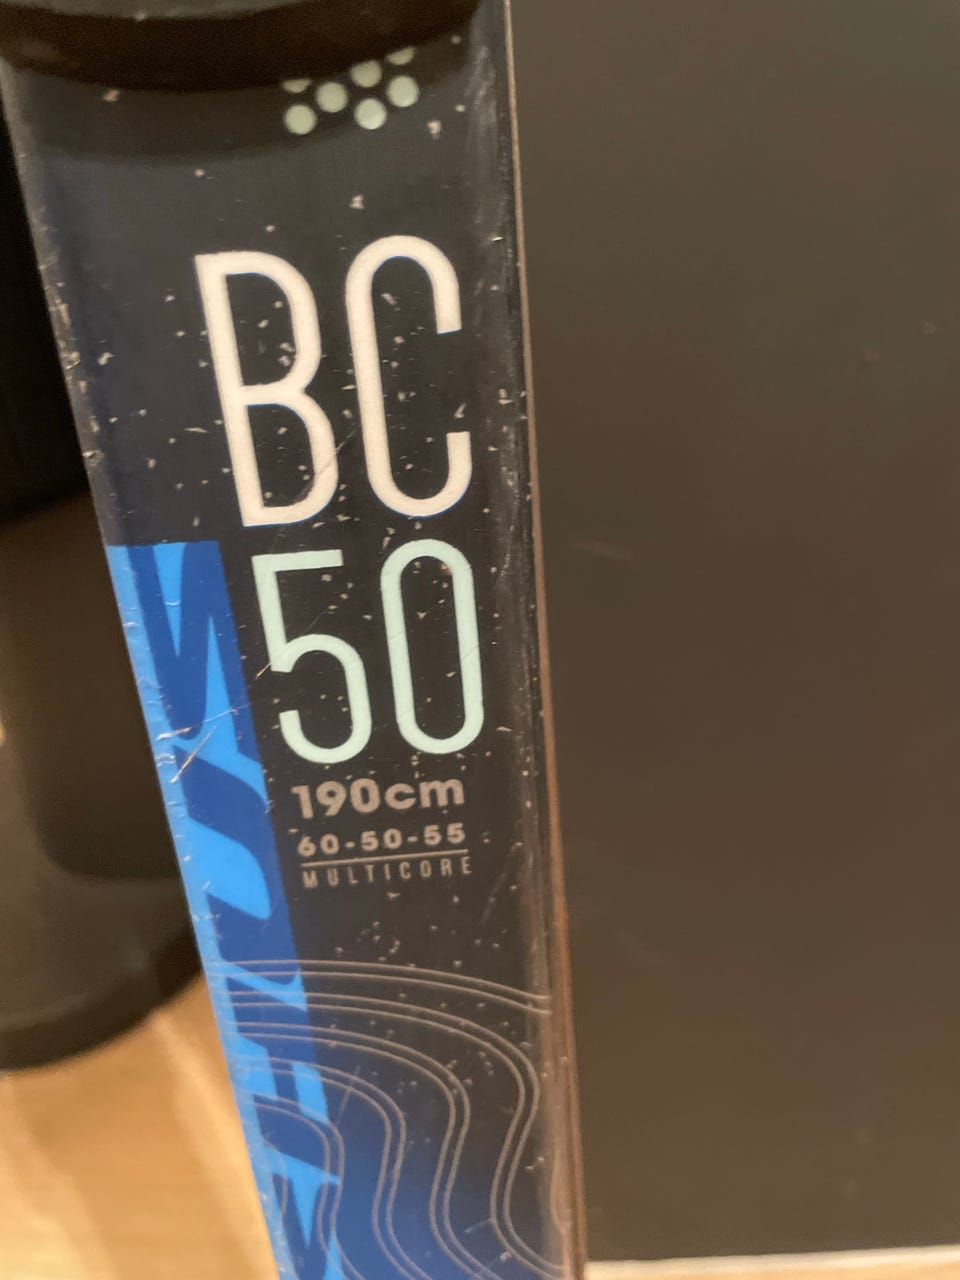 BC
50
190cm
60-50-55
MULTICORE